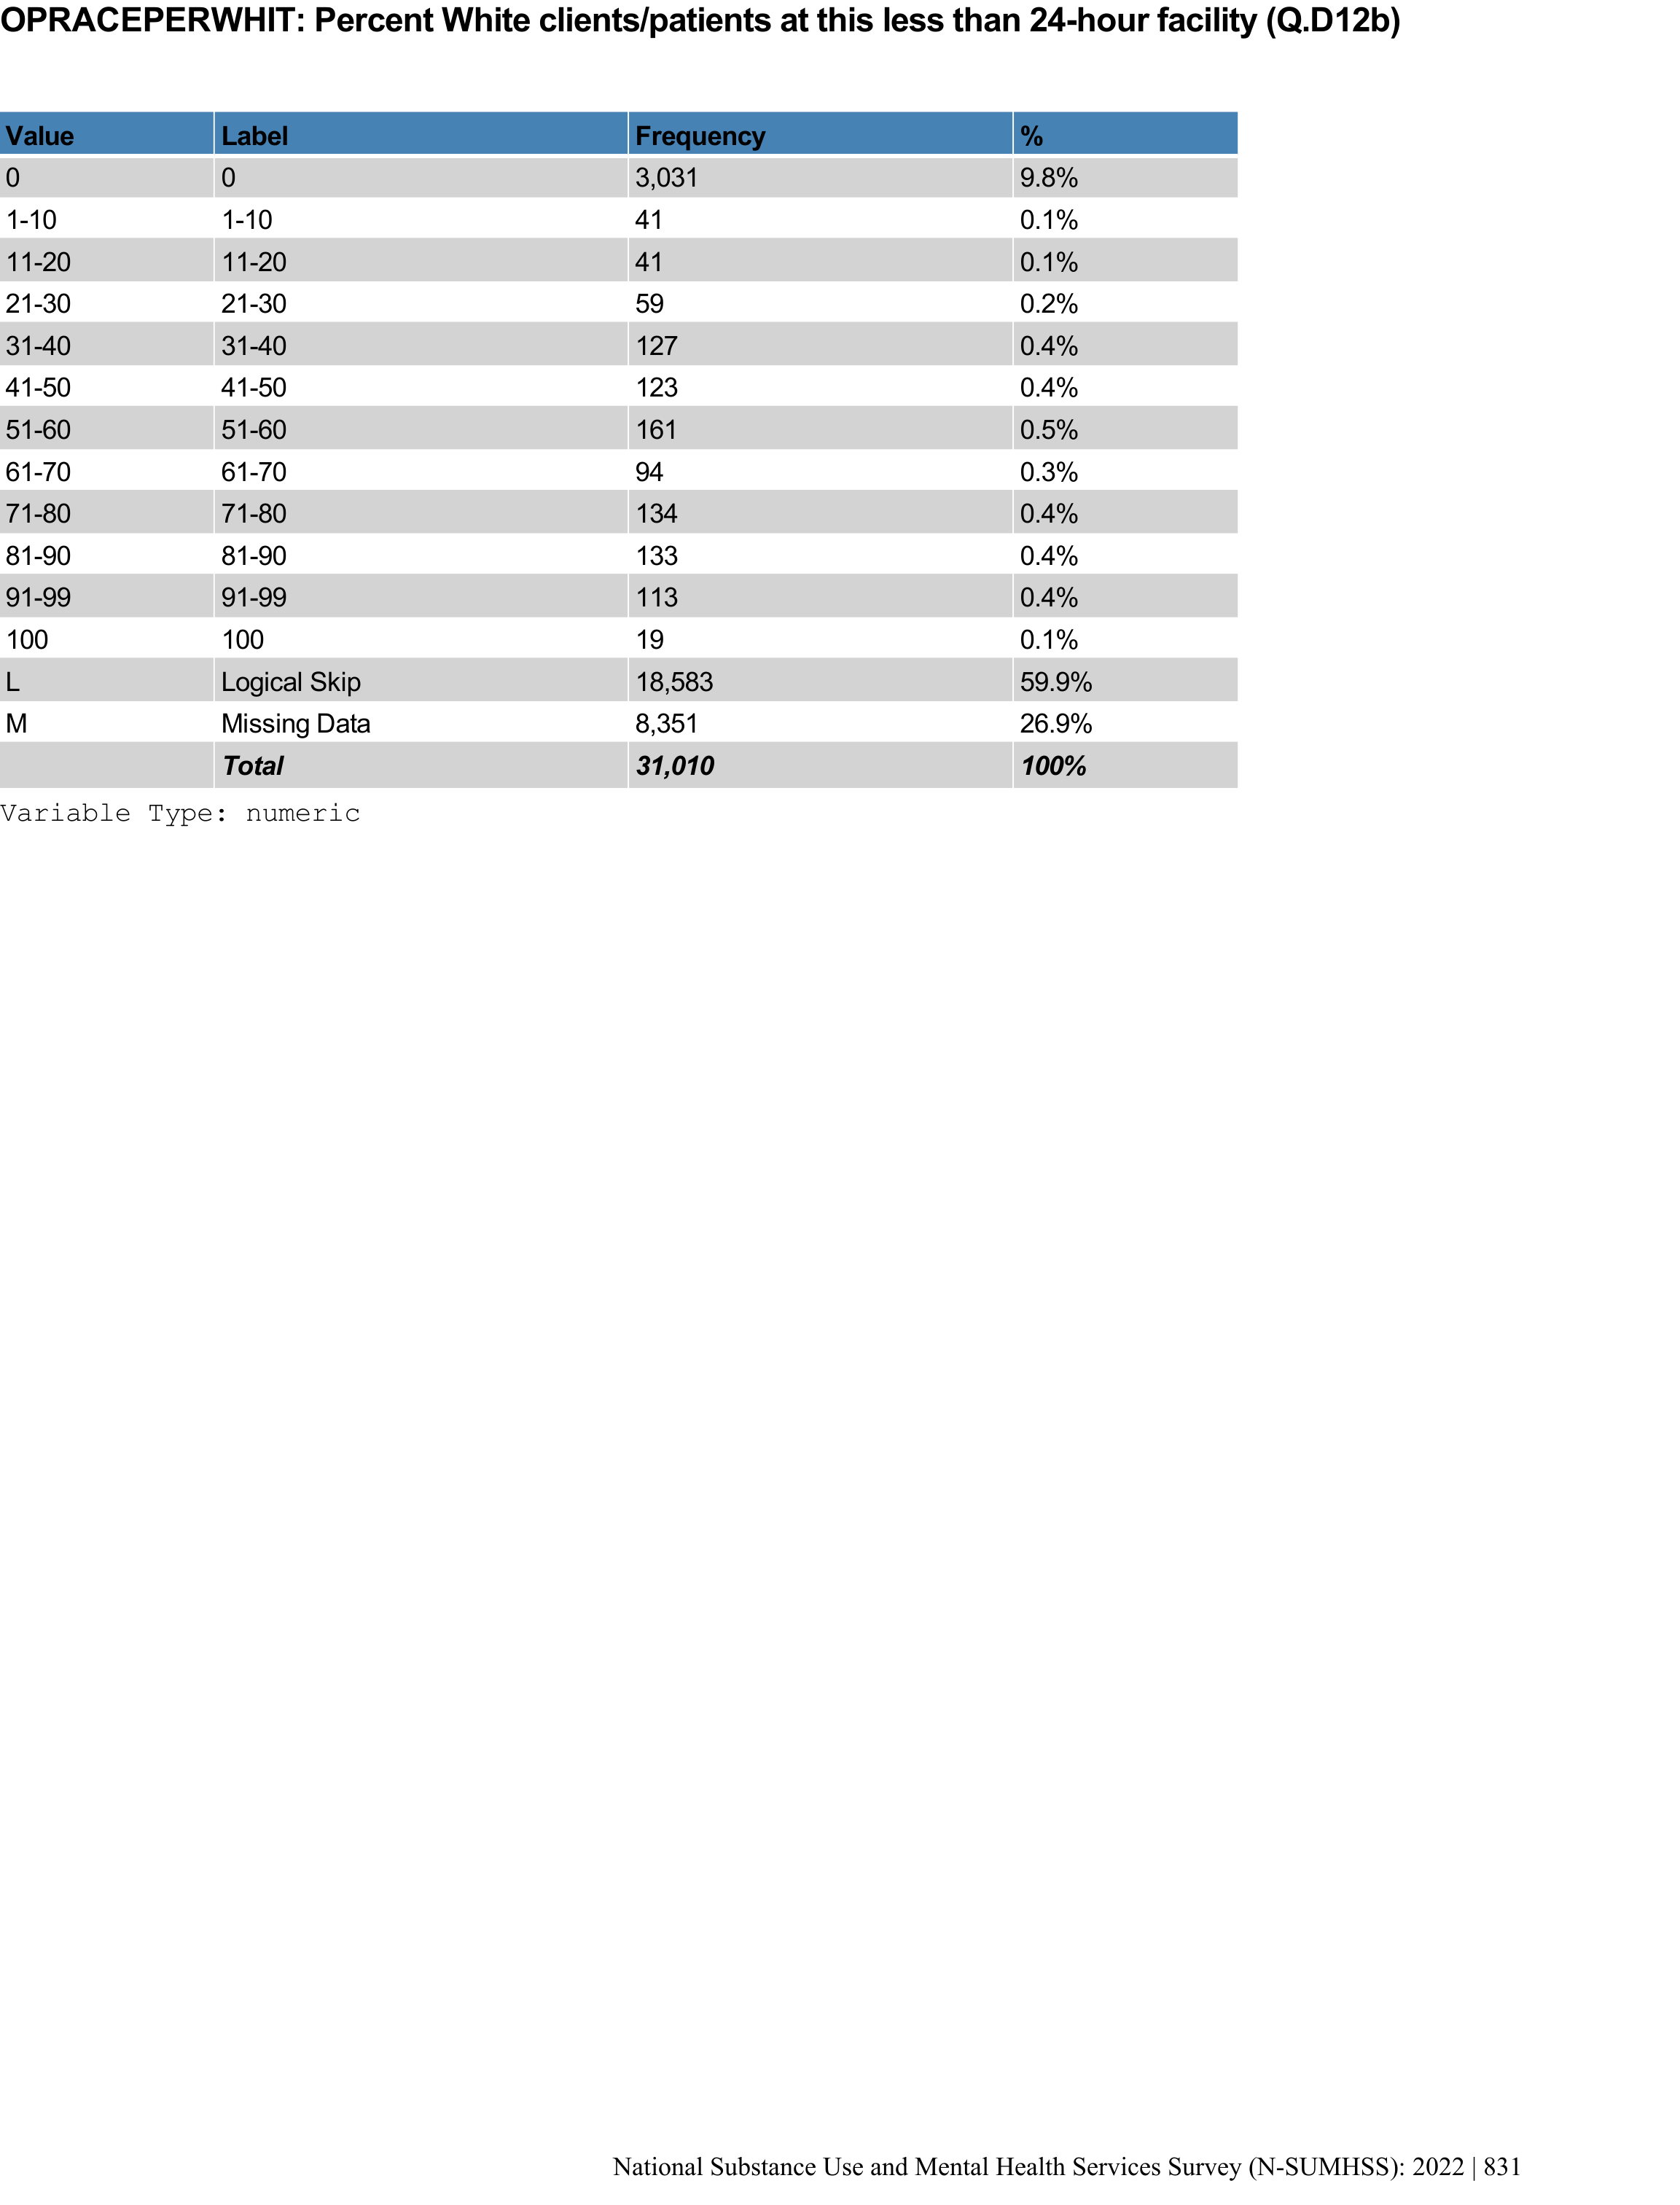 OPRACEPERWHIT: Percent White clients/patients at this less than 24-hour facility (Q.D12b)
Value Label Frequency %
0 0 3,031 9.8%
1-10 1-10 41 0.1%
11-20 11-20 41 0.1%
21-30 21-30 59 0.2%
31-40 31-40 127 0.4%
41-50 41-50 123 0.4%
51-60 51-60 161 0.5%
61-70 61-70 94 0.3%
71-80 71-80 134 0.4%
81-90 81-90 133 0.4%
91-99 91-99 113 0.4%
100 100 19 0.1%
L Logical Skip 18,583 59.9%
M Missing Data 8,351 26.9%
Total 31,010 100%
Variable Type: numeric
National Substance Use and Mental Health Services Survey (N-SUMHSS): 2022 | 831